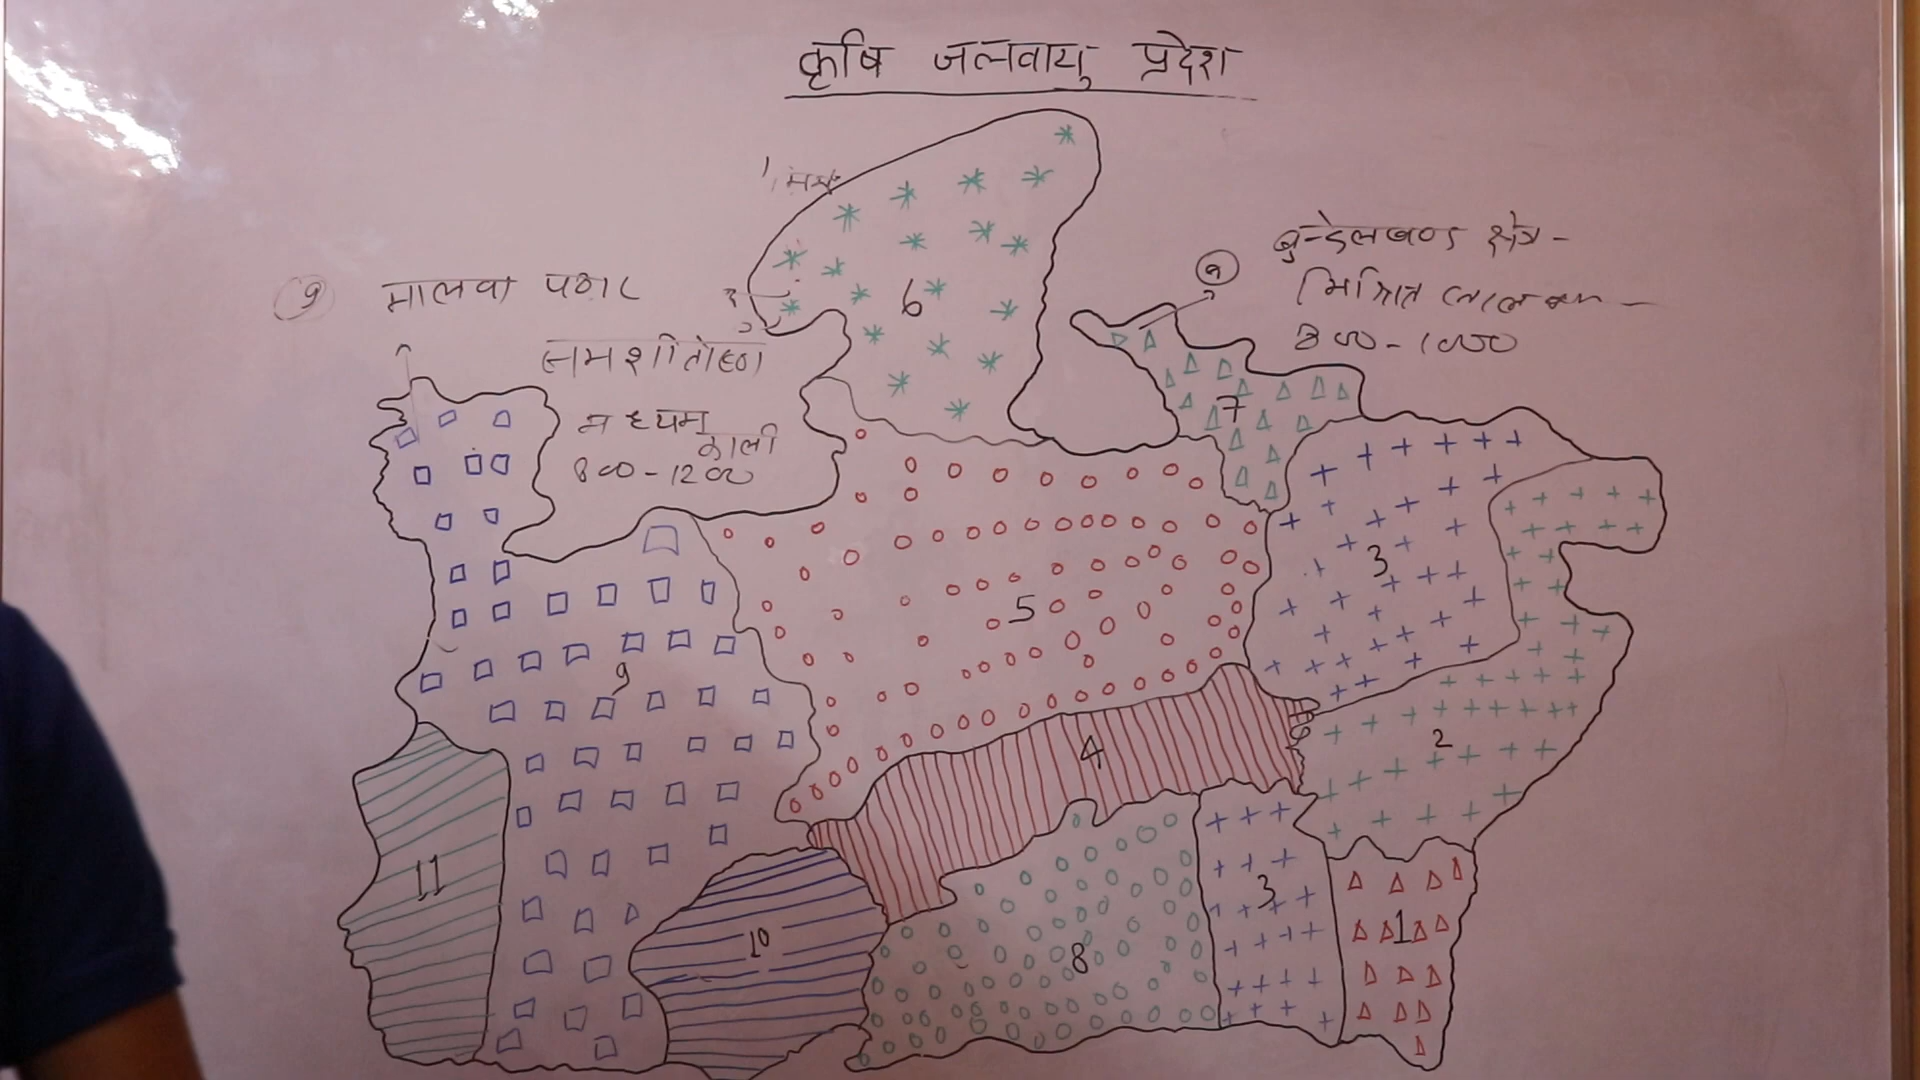 कृषि जलवायु प्रदेश
बुन्देलखण्ड क्षेत्र -
मिश्रित लाल
800 - 1000
9 मालवा पठार
समशीतोष्ण
मध्यम
काली
800 - 1200
6
7
3
5
9
4
2
11
10
8
3
1